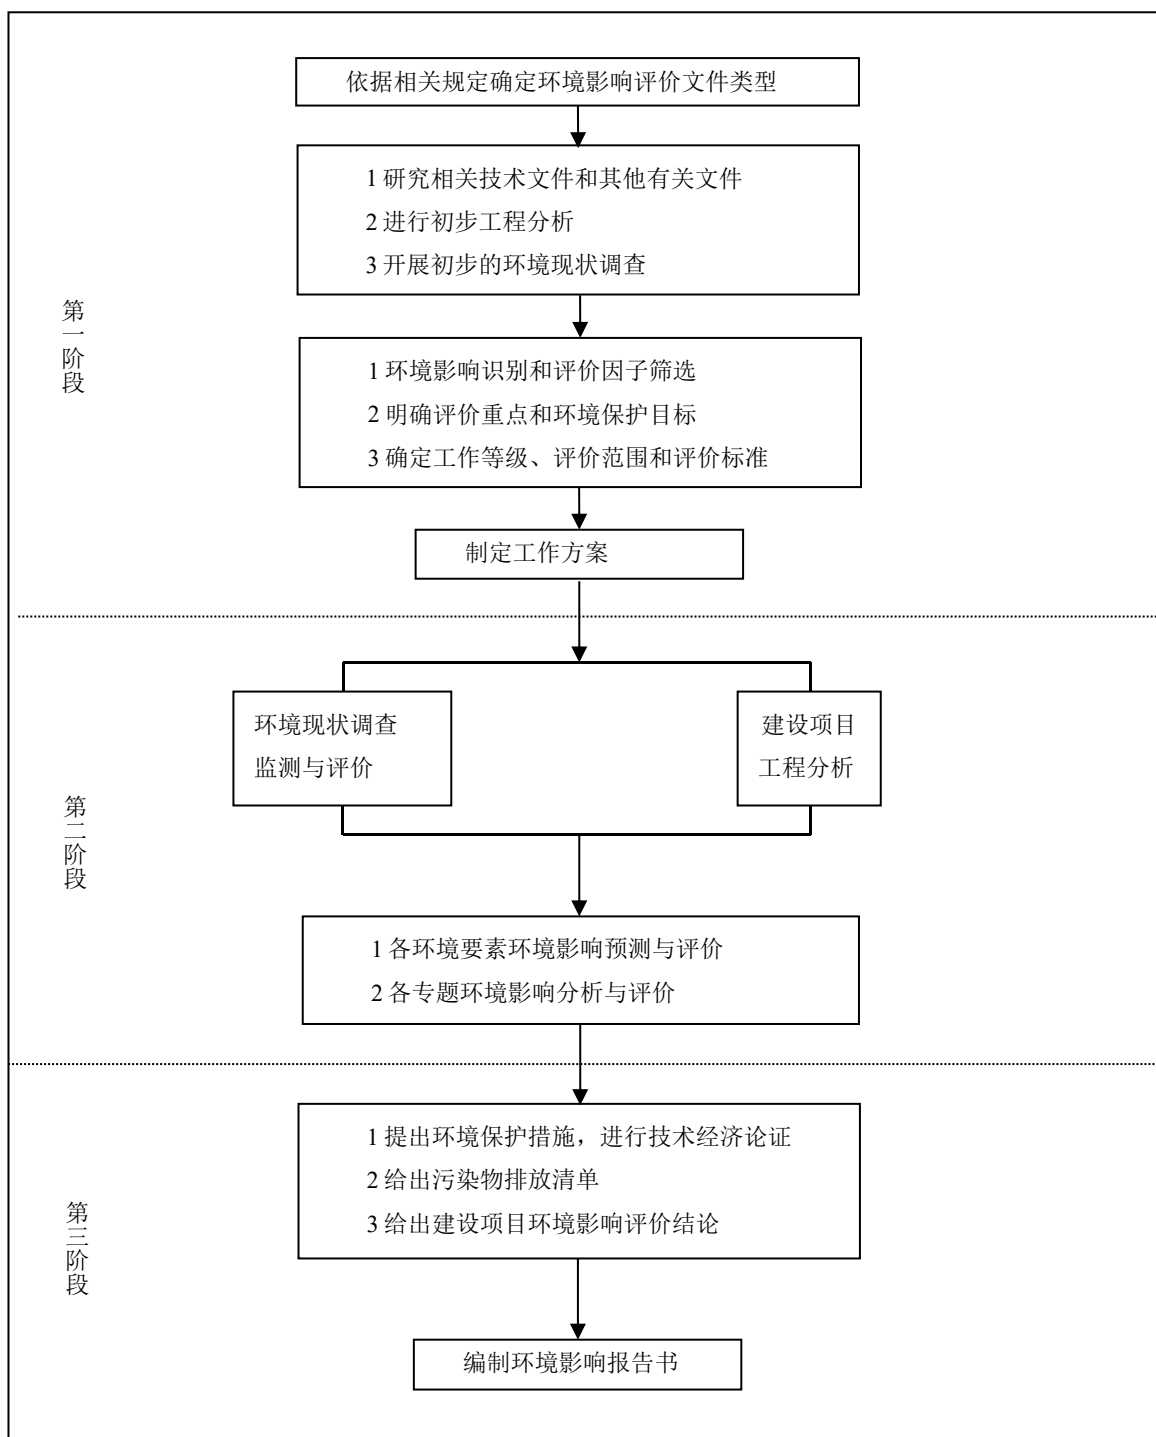 依据相关规定确定环境影响评价文件类型
1 研究相关技术文件和其他有关文件
2 进行初步工程分析
3 开展初步的环境现状调查
第一阶段
1 环境影响识别和评价因子筛选
2 明确评价重点和环境保护目标
3 确定工作等级、评价范围和评价标准
制定工作方案
环境现状调查
监测与评价
建设项目
工程分析
第二阶段
1 各环境要素环境影响预测与评价
2 各专题环境影响分析与评价
1 提出环境保护措施，进行技术经济论证
2 给出污染物排放清单
3 给出建设项目环境影响评价结论
第三阶段
编制环境影响报告书